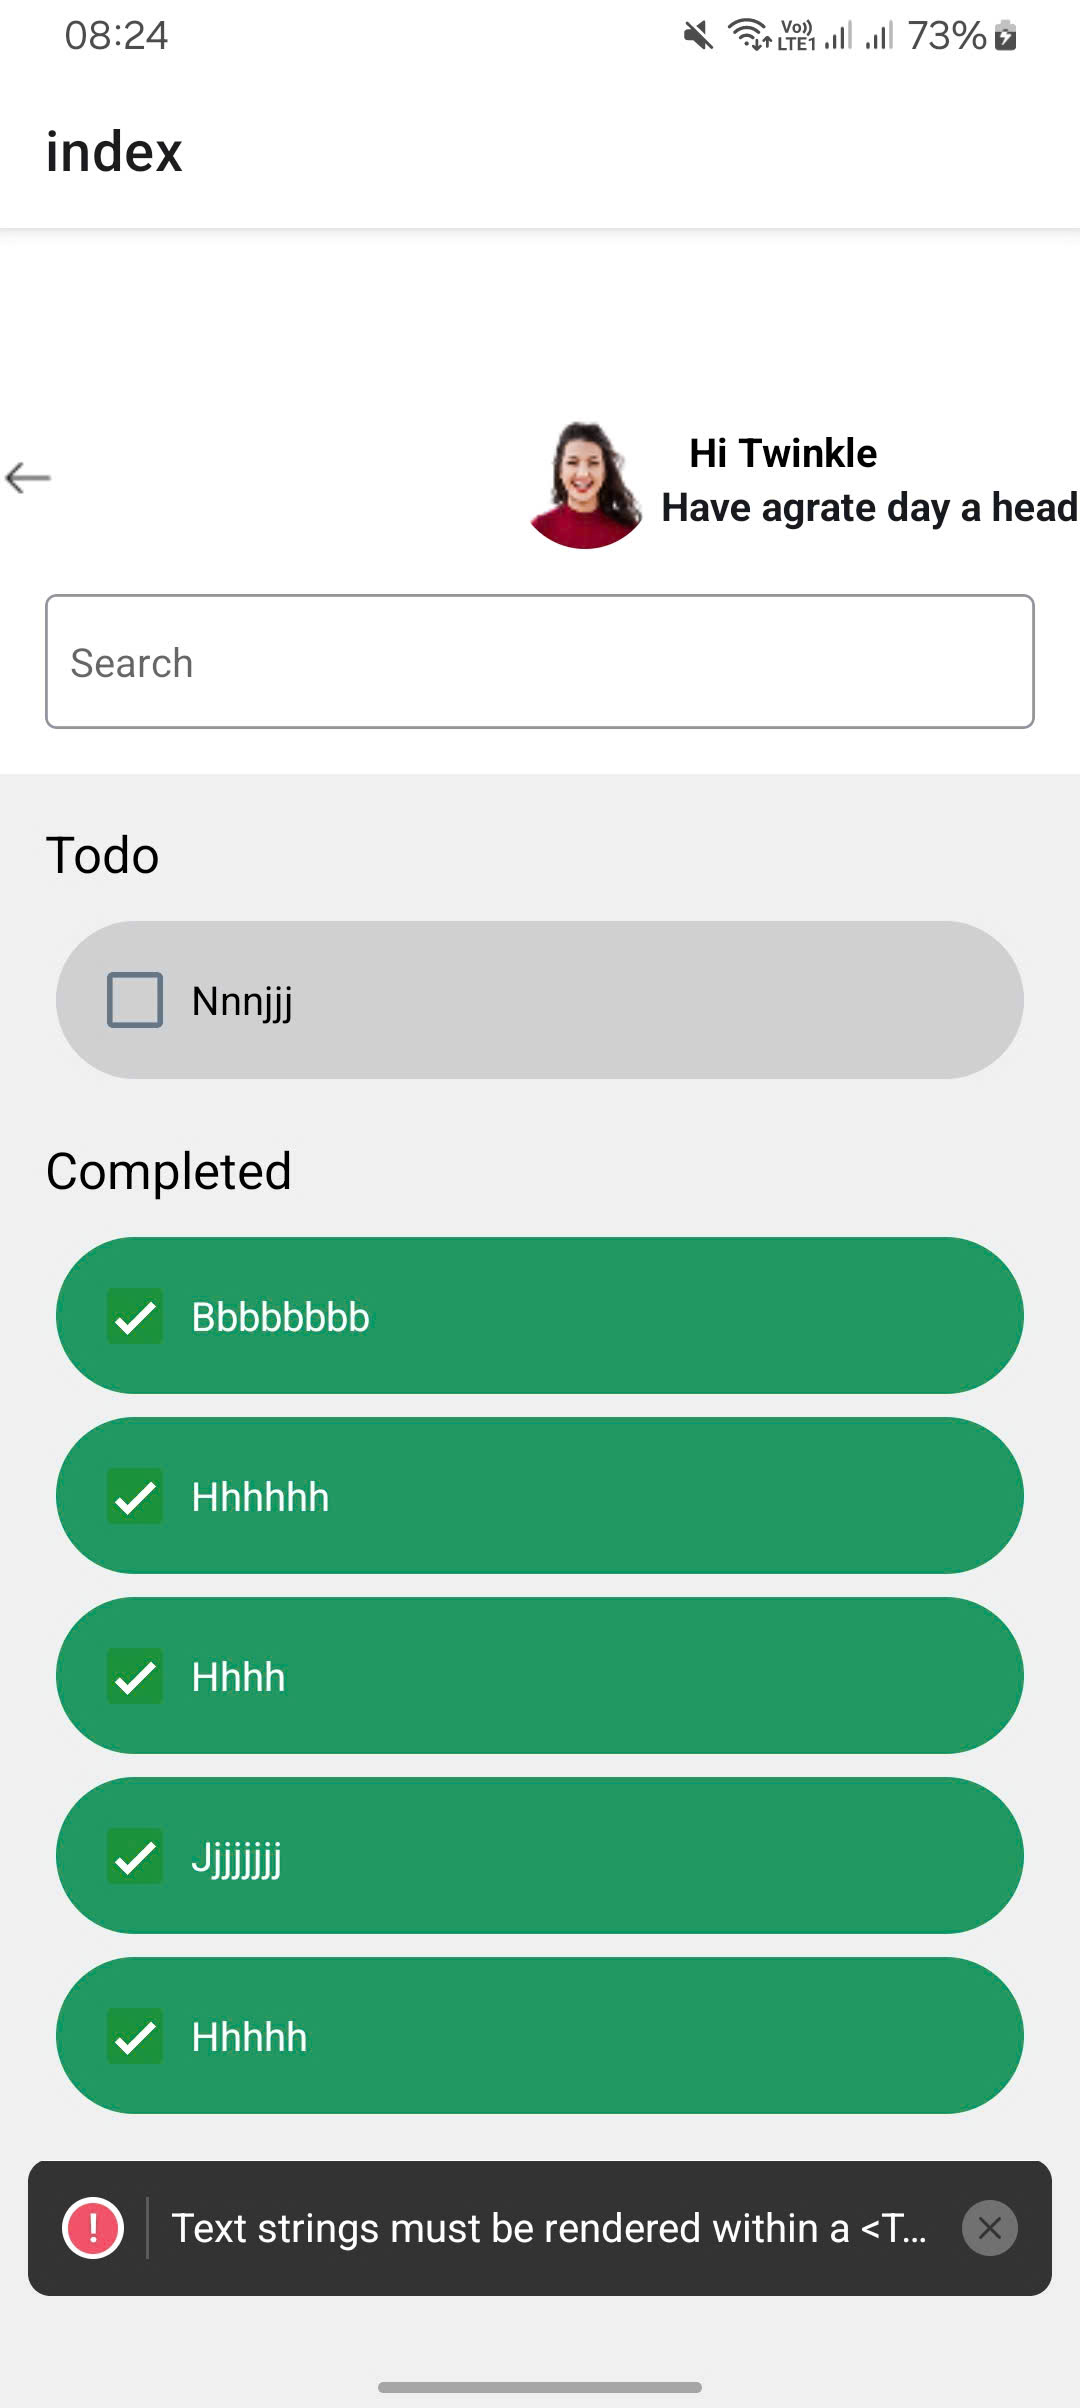 08:24
Vo)) LTE1 73%
index
Hi Twinkle
Have agrate day a head
Search
Todo
Nnnjjj
Completed
Bbbbbbbb
Hhhhhh
Hhhh
Jjjjjjjj
Hhhhh
! Text strings must be rendered within a <T...